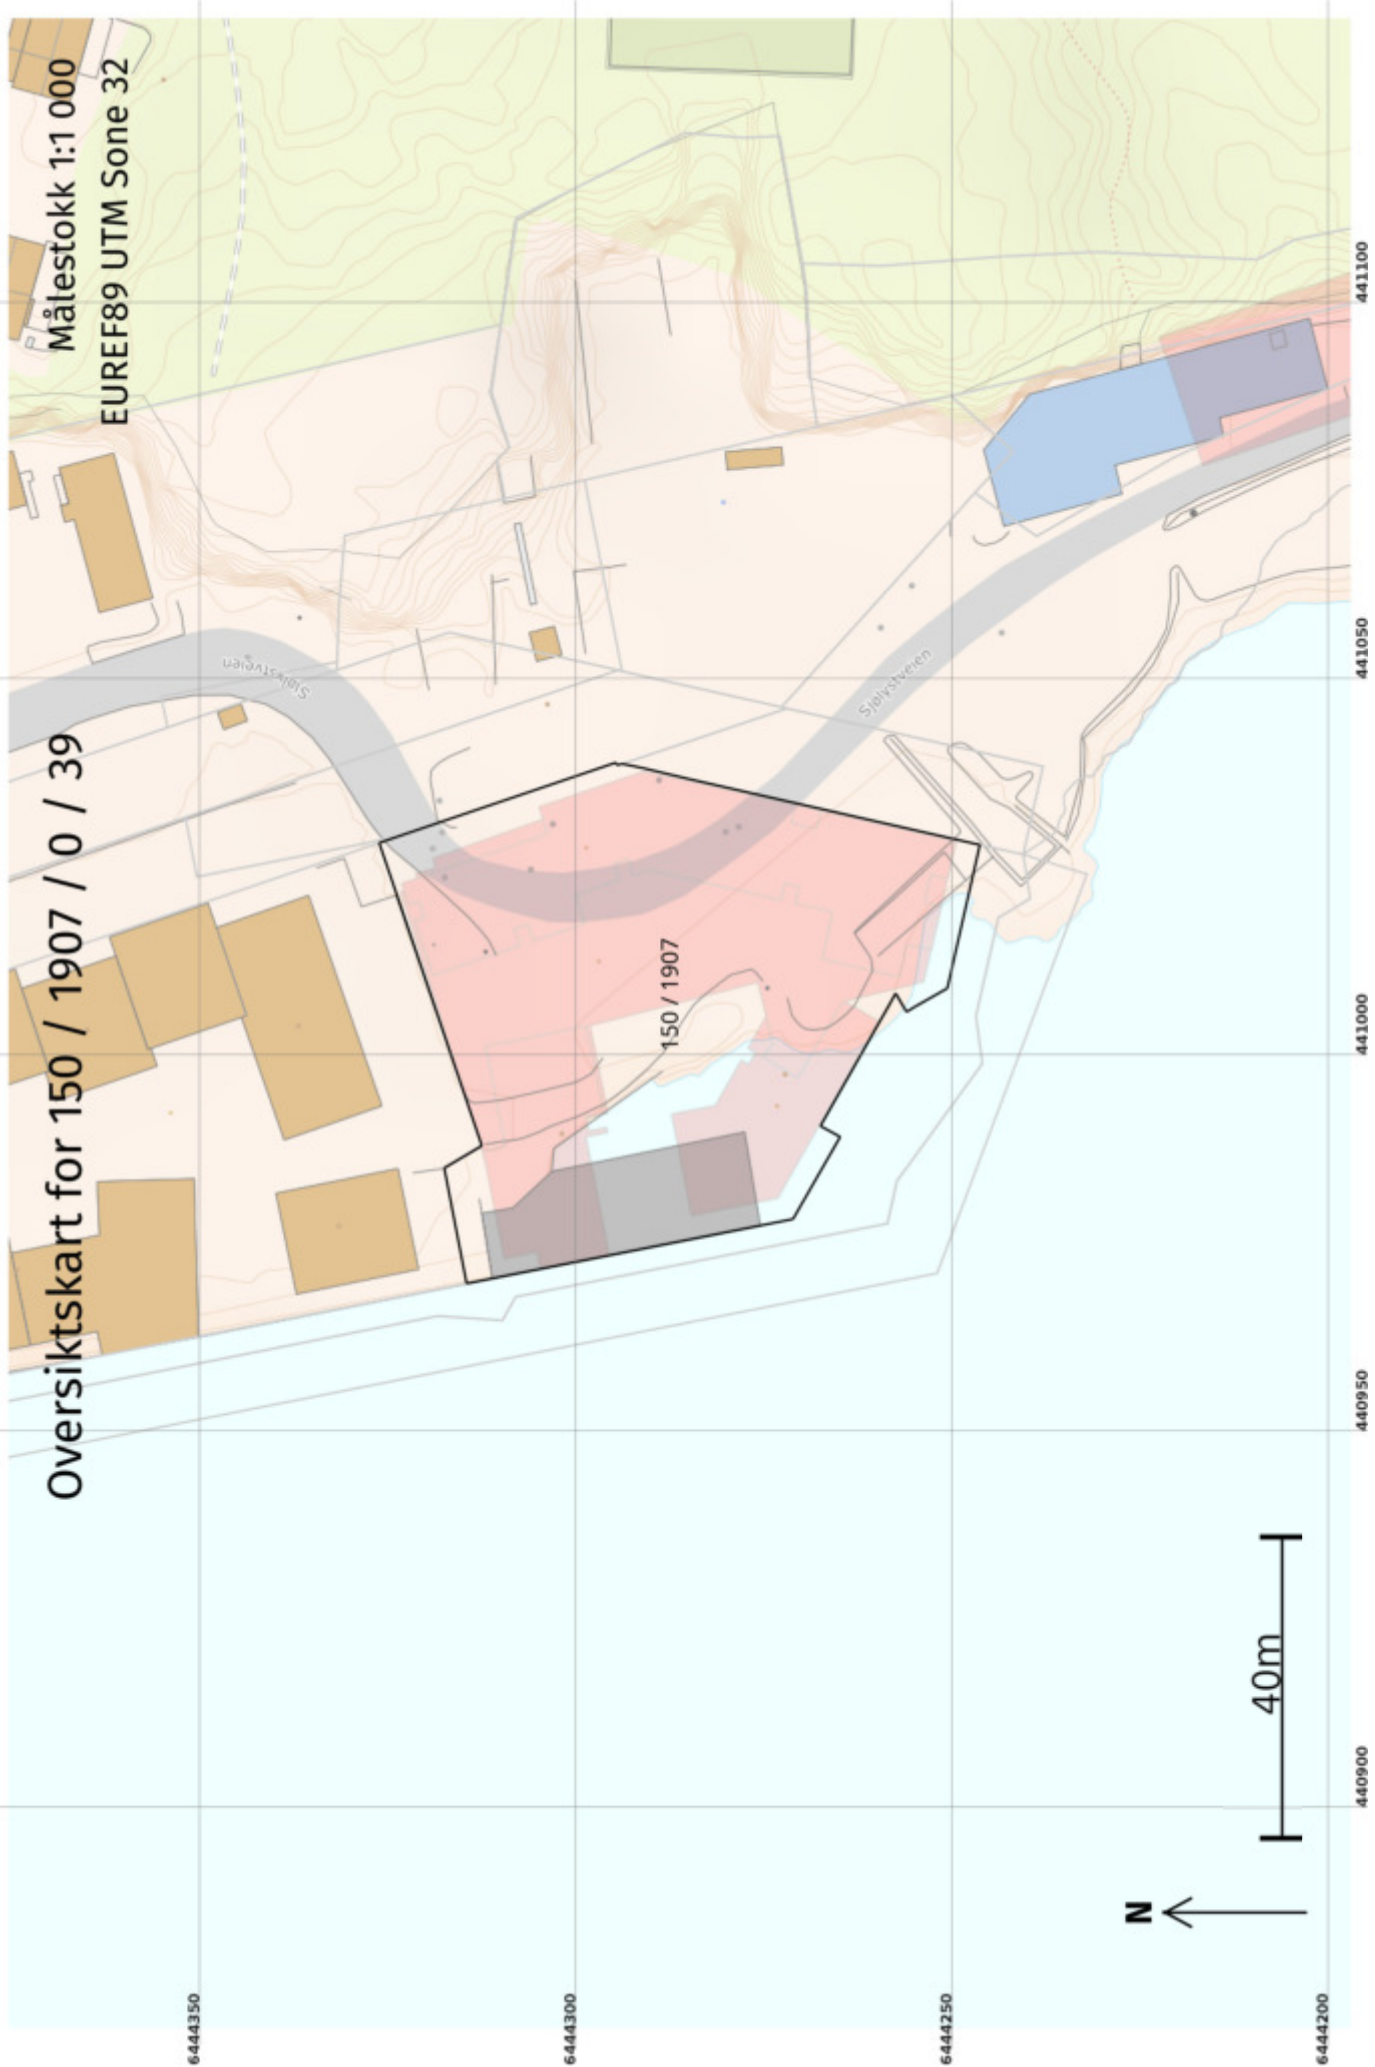 Oversiktskart for 150 / 1907 / 0 / 39
Målestokk 1:1 000
EUREF89 UTM Sone 32
Sjølystveien
Sjølystveien
150 / 1907
N
40m
6444350
6444300
6444250
6444200
440900
440950
441000
441050
441100